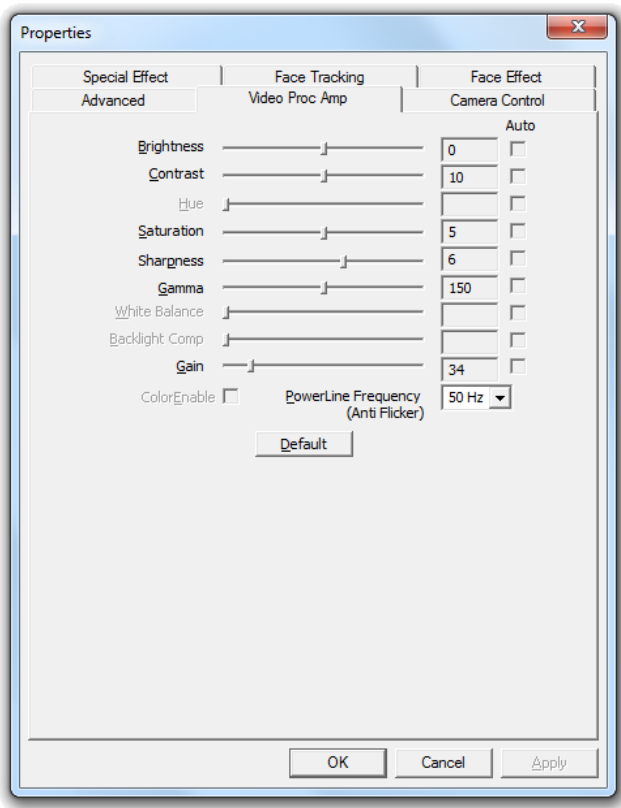 Properties
Special Effect Face Tracking Face Effect
Advanced Video Proc Amp Camera Control
Auto
Brightness 0
Contrast 10
Hue
Saturation 5
Sharpness 6
Gamma 150
White Balance
Backlight Comp
Gain 34
ColorEnable PowerLine Frequency 50 Hz
(Anti Flicker)
Default
OK Cancel Apply